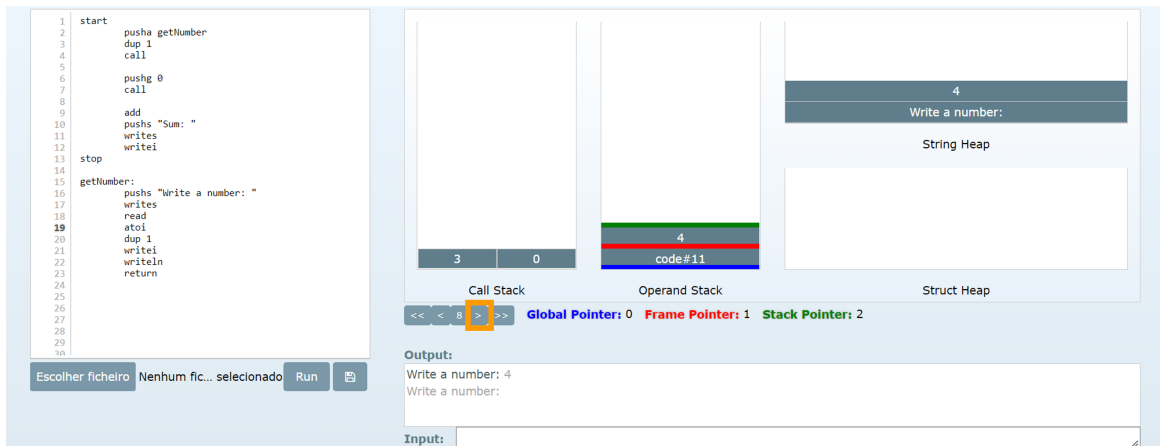 1 start
2 pusha getNumber
3 dup 1
4 call
5
6 pushg 0
7 call
8
9 add
10 pushs "Sum: "
11 writes
12 writei
13 stop
14
15 getNumber:
16 pushs "Write a number: "
17 writes
18 read
19 atoi
20 dup 1
21 writei
22 writeln
23 return
24
25
26
27
28
29
30
Escolher ficheiro Nenhum fic... selecionado Run
3 0
Call Stack
4
code#11
Operand Stack
4
Write a number:
String Heap
Struct Heap
<< < 8 > >> Global Pointer: 0 Frame Pointer: 1 Stack Pointer: 2
Output:
Write a number: 4
Write a number:
Input: